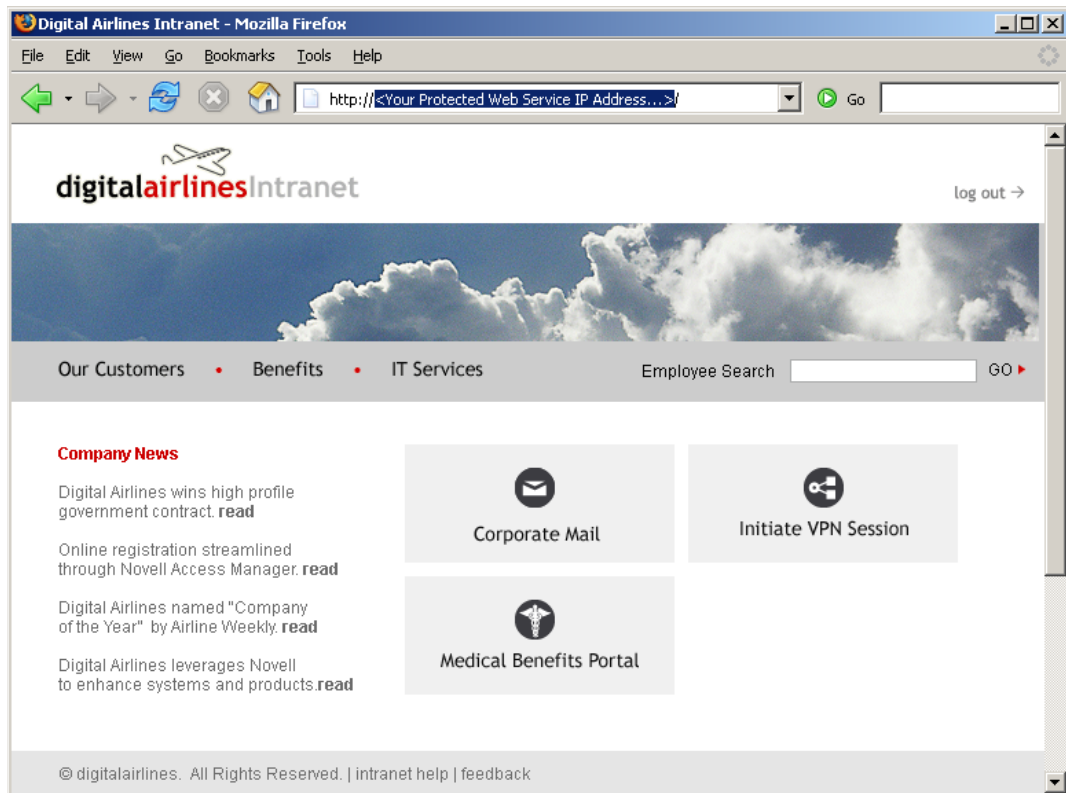 Digital Airlines Intranet - Mozilla Firefox
File Edit View Go Bookmarks Tools Help
http://<Your Protected Web Service IP Address...>/ Go
digitalairlinesIntranet
log out →
Our Customers • Benefits • IT Services Employee Search GO
Company News
Digital Airlines wins high profile
government contract. read
Online registration streamlined
through Novell Access Manager. read
Digital Airlines named "Company
of the Year" by Airline Weekly. read
Digital Airlines leverages Novell
to enhance systems and products.read
Corporate Mail
Initiate VPN Session
Medical Benefits Portal
© digitalairlines. All Rights Reserved. | intranet help | feedback